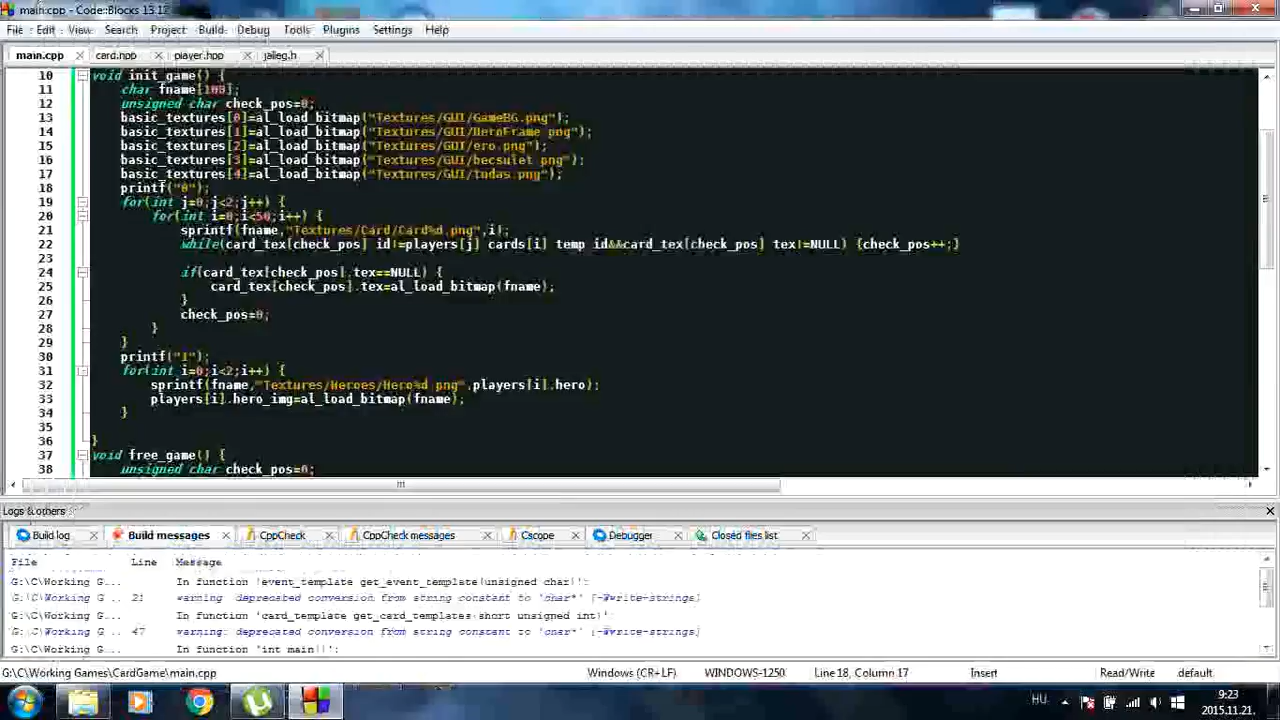 main.cpp - Code::Blocks 13.12
File Edit View Search Project Build Debug Tools Plugins Settings Help
main.cpp card.hpp player.hpp jalleg.h
10 void init_game() {
11 char fname[100];
12 unsigned char check_pos=0;
13 basic_textures[0]=al_load_bitmap("Textures/GUI/GameBG.png");
14 basic_textures[1]=al_load_bitmap("Textures/GUI/HeroFrame.png");
15 basic_textures[2]=al_load_bitmap("Textures/GUI/ero.png");
16 basic_textures[3]=al_load_bitmap("Textures/GUI/becsulet.png");
17 basic_textures[4]=al_load_bitmap("Textures/GUI/tudas.png");
18 printf("0");
19 for(int j=0;j<2;j++) {
20 for(int i=0;i<50;i++) {
21 sprintf(fname,"Textures/Card/Card%d.png",i);
22 while(card_tex[check_pos].id!=players[j].cards[i].temp.id&&card_tex[check_pos].tex!=NULL) {check_pos++;}
23
24 if(card_tex[check_pos].tex==NULL) {
25 card_tex[check_pos].tex=al_load_bitmap(fname);
26 }
27 check_pos=0;
28 }
29 }
30 printf("1");
31 for(int i=0;i<2;i++) {
32 sprintf(fname,"Textures/Heroes/Hero%d.png",players[i].hero);
33 players[i].hero_img=al_load_bitmap(fname);
34 }
35
36 }
37 void free_game() {
38 unsigned char check_pos=0;
Logs & others
Build log Build messages CppCheck CppCheck messages Cscope Debugger Closed files list
File Line Message
G:\C\Working G... In function 'event_template get_event_template(unsigned char)':
G:\C\Working G... 21 warning: deprecated conversion from string constant to 'char*' [-Wwrite-strings]
G:\C\Working G... In function 'card_template get_card_template(short unsigned int)':
G:\C\Working G... 47 warning: deprecated conversion from string constant to 'char*' [-Wwrite-strings]
G:\C\Working G... In function 'int main()':
G:\C\Working Games\CardGame\main.cpp Windows (CR+LF) WINDOWS-1250 Line 18, Column 17 Insert Read/Write default
HU 9:23
2015.11.21.